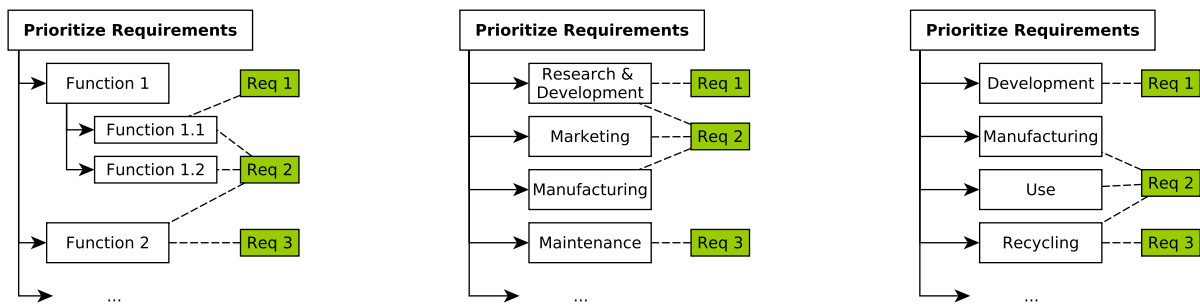 Prioritize Requirements
Function 1
Req 1
Function 1.1
Function 1.2
Req 2
Function 2
Req 3
...
Prioritize Requirements
Research &
Development
Req 1
Marketing
Req 2
Manufacturing
Maintenance
Req 3
...
Prioritize Requirements
Development
Req 1
Manufacturing
Use
Req 2
Recycling
Req 3
...